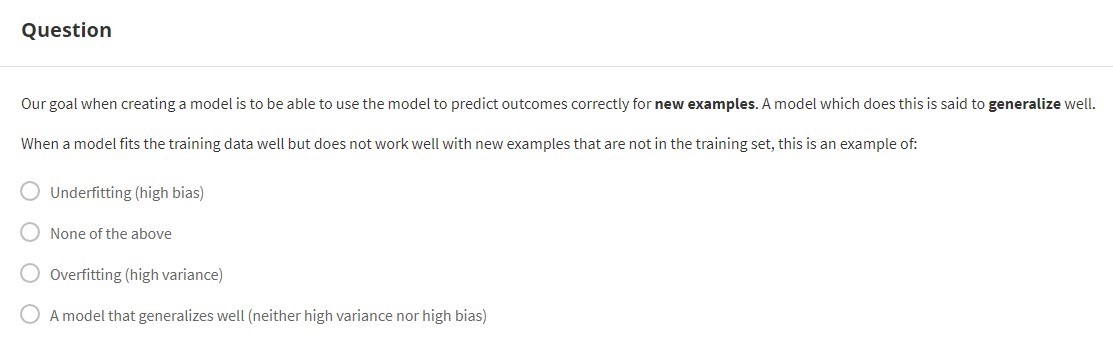 Question
Our goal when creating a model is to be able to use the model to predict outcomes correctly for new examples. A model which does this is said to generalize well.
When a model fits the training data well but does not work well with new examples that are not in the training set, this is an example of:
Underfitting (high bias)
None of the above
Overfitting (high variance)
A model that generalizes well (neither high variance nor high bias)